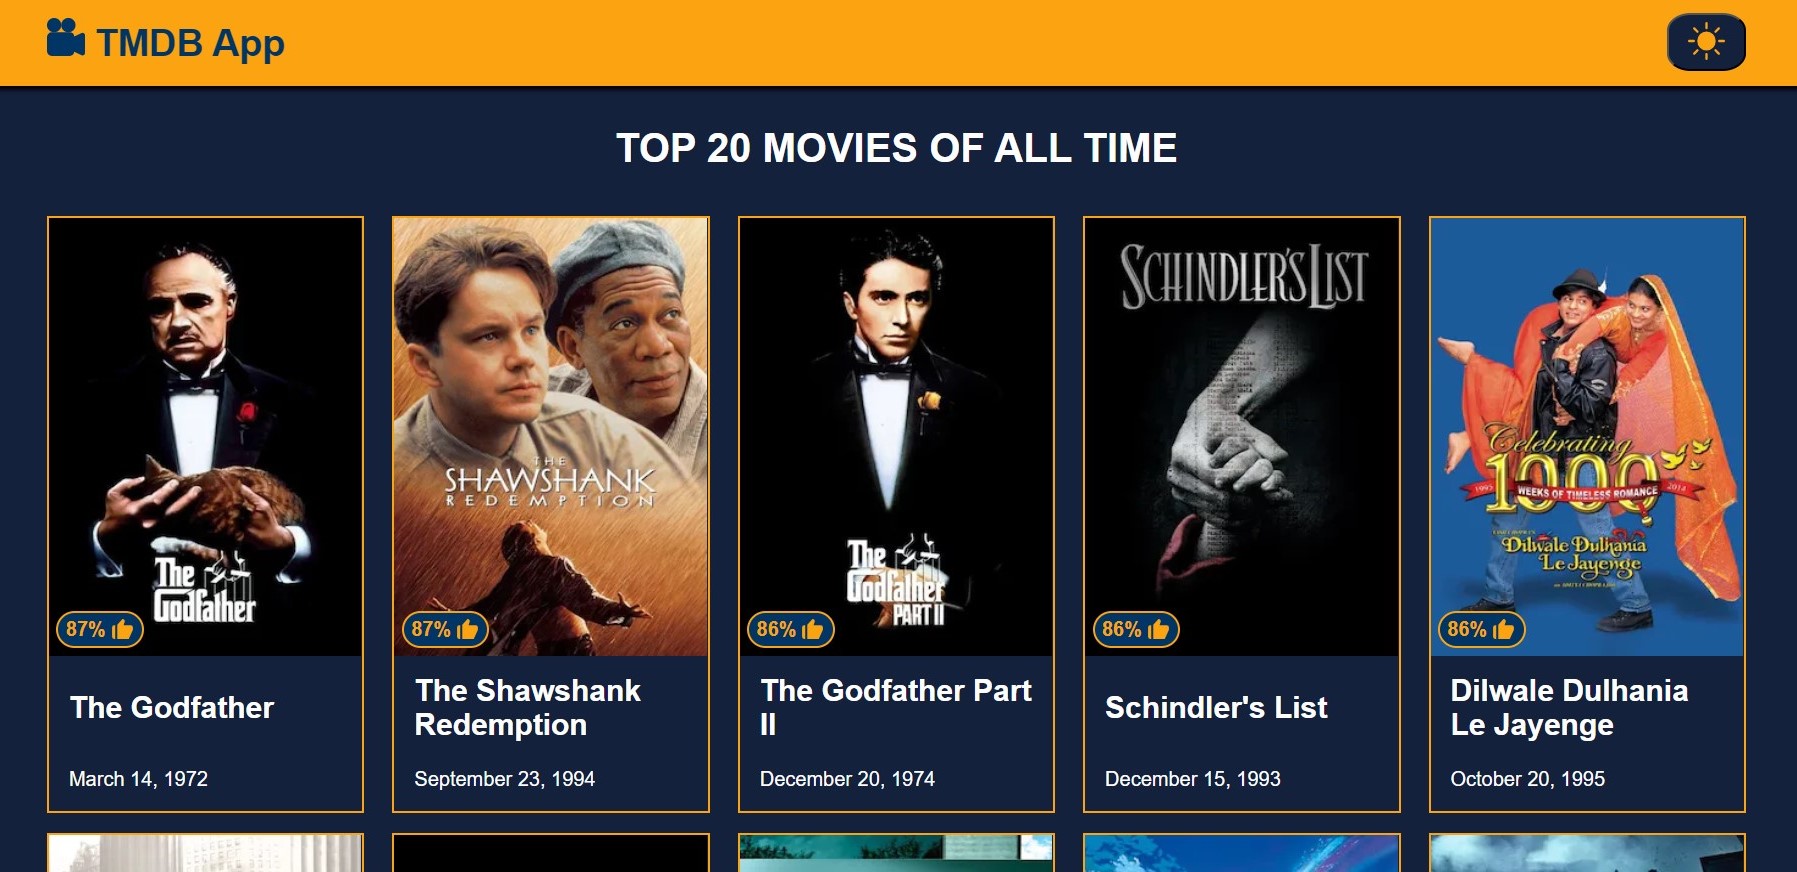 TMDB App
TOP 20 MOVIES OF ALL TIME
The
Godfather
87%
The Godfather
March 14, 1972
THE
SHAWSHANK
REDEMPTION
87%
The Shawshank
Redemption
September 23, 1994
The
Godfather
PART II
86%
The Godfather Part
II
December 20, 1974
SCHINDLER'S LIST
86%
Schindler's List
December 15, 1993
Celebrating
1000
1995 WEEKS OF TIMELESS ROMANCE 2014
Dilwale Dulhania
Le Jayenge
86%
Dilwale Dulhania
Le Jayenge
October 20, 1995